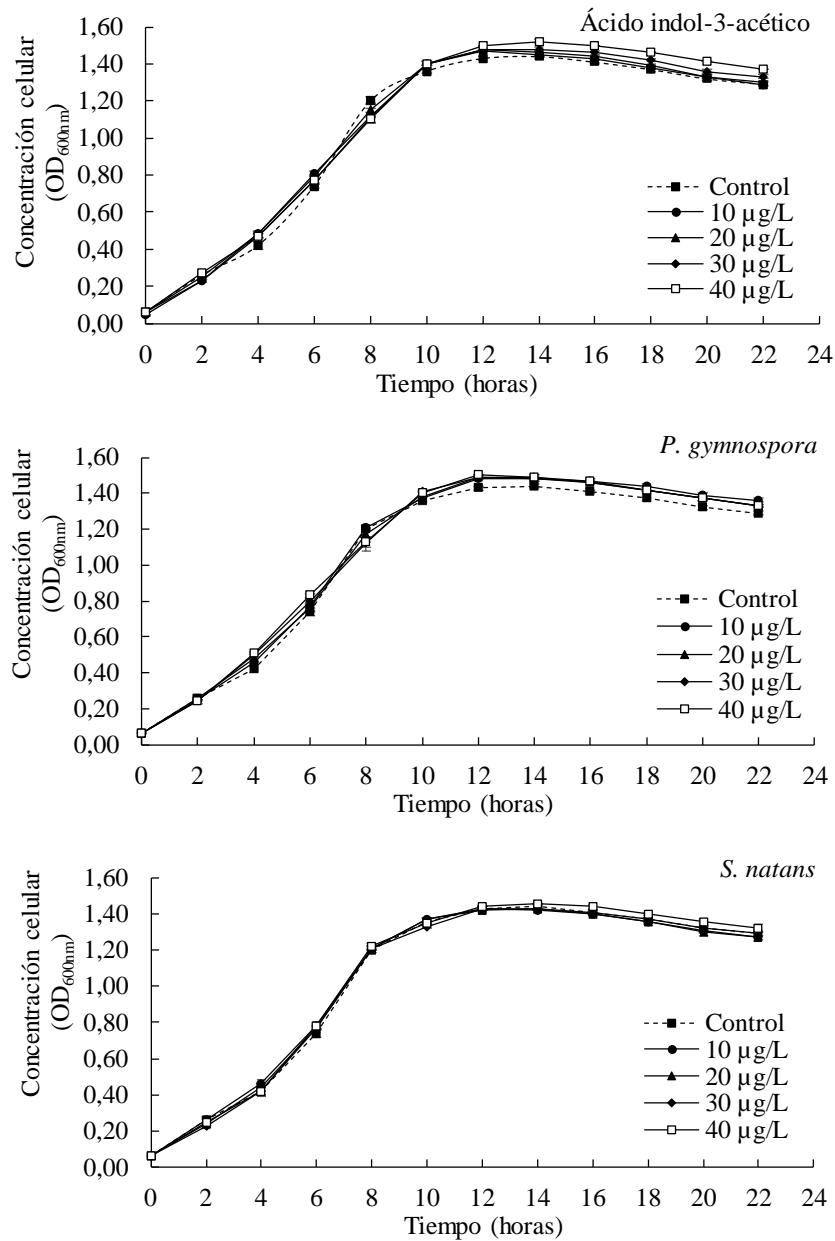 Ácido indol-3-acético
1,60
1,40
1,20
1,00
0,80
0,60
0,40
0,20
0,00
Concentración celular
(OD600nm)
Control
10 µg/L
20 µg/L
30 µg/L
40 µg/L
0 2 4 6 8 10 12 14 16 18 20 22 24
Tiempo (horas)
P. gymnospora
1,60
1,40
1,20
1,00
0,80
0,60
0,40
0,20
0,00
Concentración celular
((OD600nm)
Control
10 µg/L
20 µg/L
30 µg/L
40 µg/L
0 2 4 6 8 10 12 14 16 18 20 22 24
Tiempo (horas)
S. natans
1,60
1,40
1,20
1,00
0,80
0,60
0,40
0,20
0,00
Concentración celular
((OD600nm)
Control
10 µg/L
20 µg/L
30 µg/L
40 µg/L
0 2 4 6 8 10 12 14 16 18 20 22 24
Tiempo (horas)